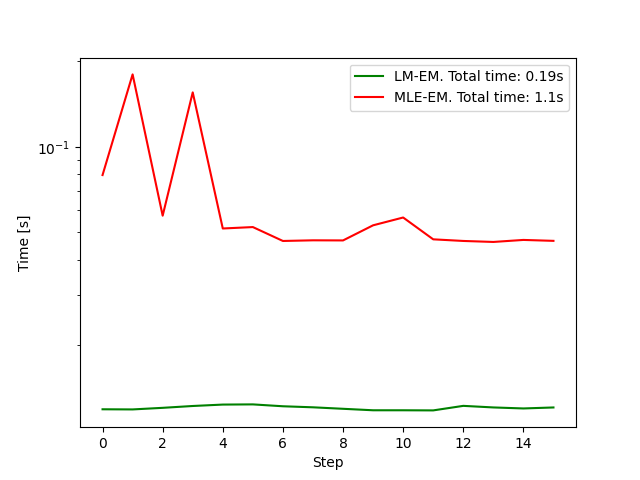 LM-EM. Total time: 0.19s
MLE-EM. Total time: 1.1s
10⁻¹
Time [s]
0 2 4 6 8 10 12 14
Step